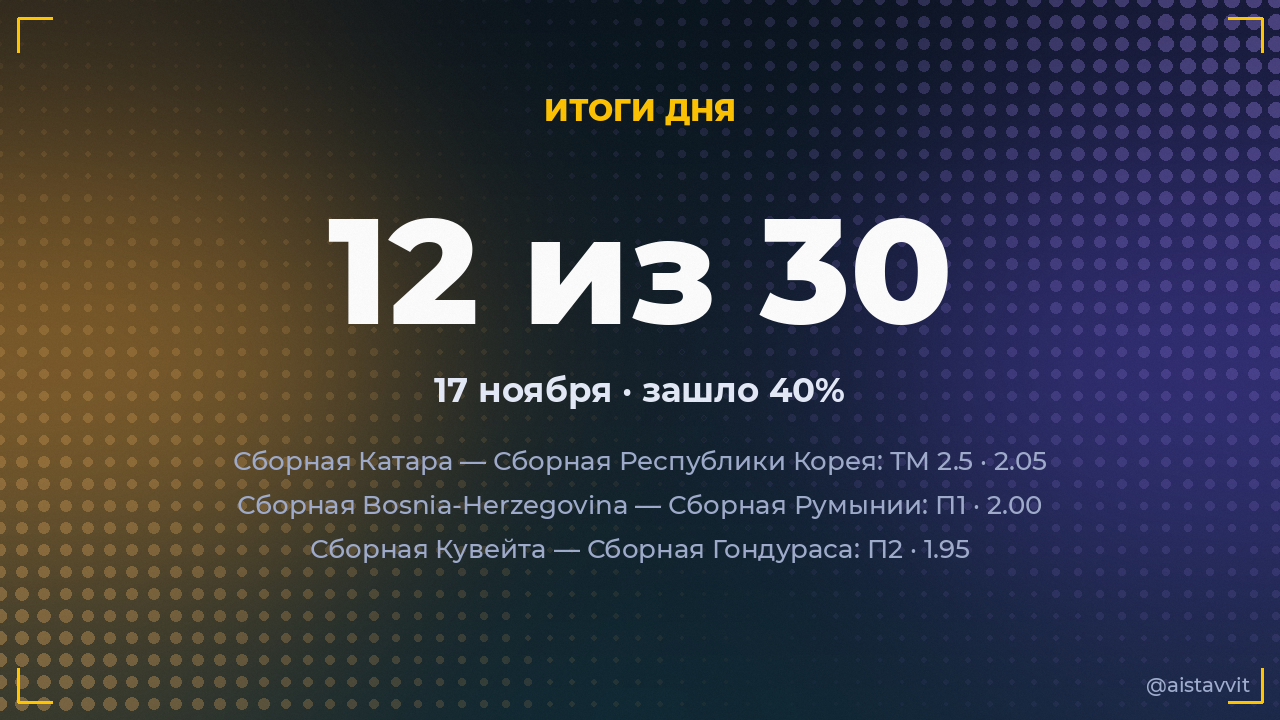 ИТОГИ ДНЯ
12 из 30
17 ноября · зашло 40%
Сборная Катара — Сборная Республики Корея: ТМ 2.5 · 2.05
Сборная Bosnia-Herzegovina — Сборная Румынии: П1 · 2.00
Сборная Кувейта — Сборная Гондураса: П2 · 1.95
@aistavvit